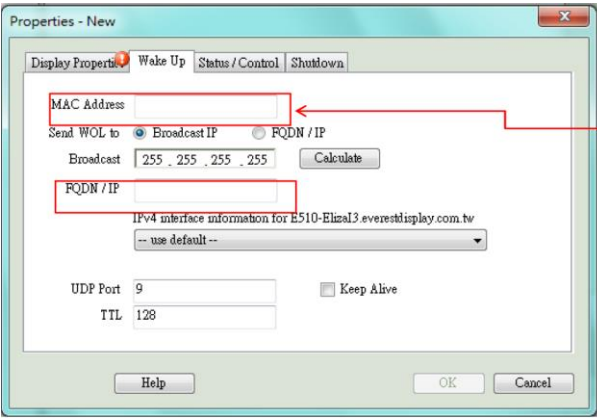 Properties - New
Display Properti Wake Up Status / Control Shutdown
MAC Address
Send WOL to Broadcast IP FQDN / IP
Broadcast 255 . 255 . 255 . 255 Calculate
FQDN / IP
IPv4 interface information for E510-ElizaI3.everestdisplay.com.tw
-- use default --
UDP Port 9 Keep Alive
TTL 128
Help OK Cancel